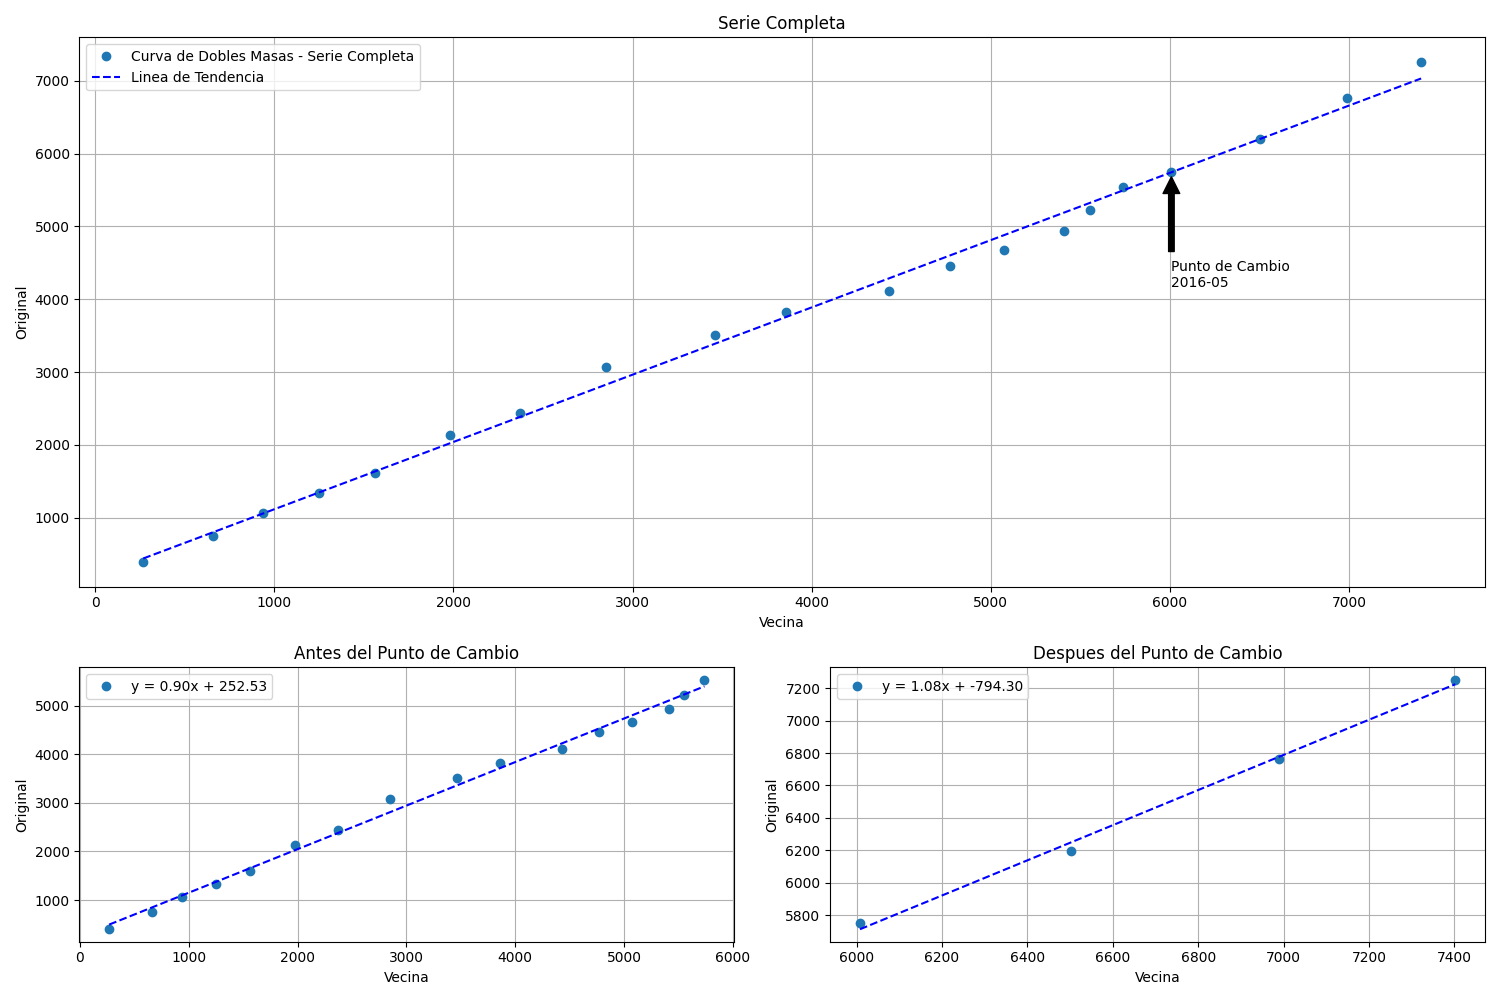 Serie Completa
Curva de Dobles Masas - Serie Completa
Linea de Tendencia
7000
6000
5000
4000
3000
2000
1000
Original
Punto de Cambio
2016-05
0 1000 2000 3000 4000 5000 6000 7000
Vecina
Antes del Punto de Cambio
y = 0.90x + 252.53
5000
4000
3000
2000
1000
Original
0 1000 2000 3000 4000 5000 6000
Vecina
Despues del Punto de Cambio
y = 1.08x + -794.30
7200
7000
6800
6600
6400
6200
6000
5800
Original
6000 6200 6400 6600 6800 7000 7200 7400
Vecina